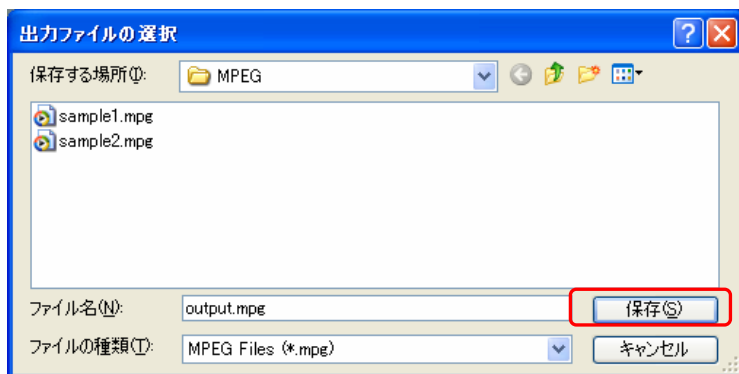 出力ファイルの選択
保存する場所(I): MPEG
sample1.mpg
sample2.mpg
ファイル名(N): output.mpg 保存(S)
ファイルの種類(T): MPEG Files (*.mpg) キャンセル